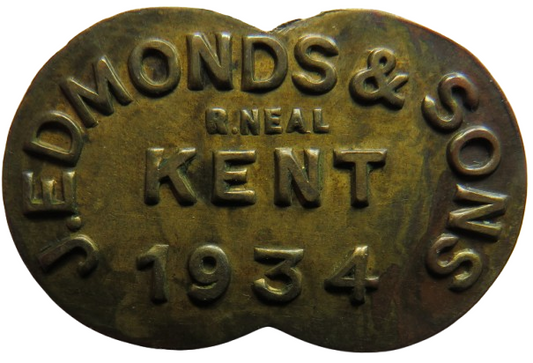 J. EDMONDS & SONS
R. NEAL
KENT
1934